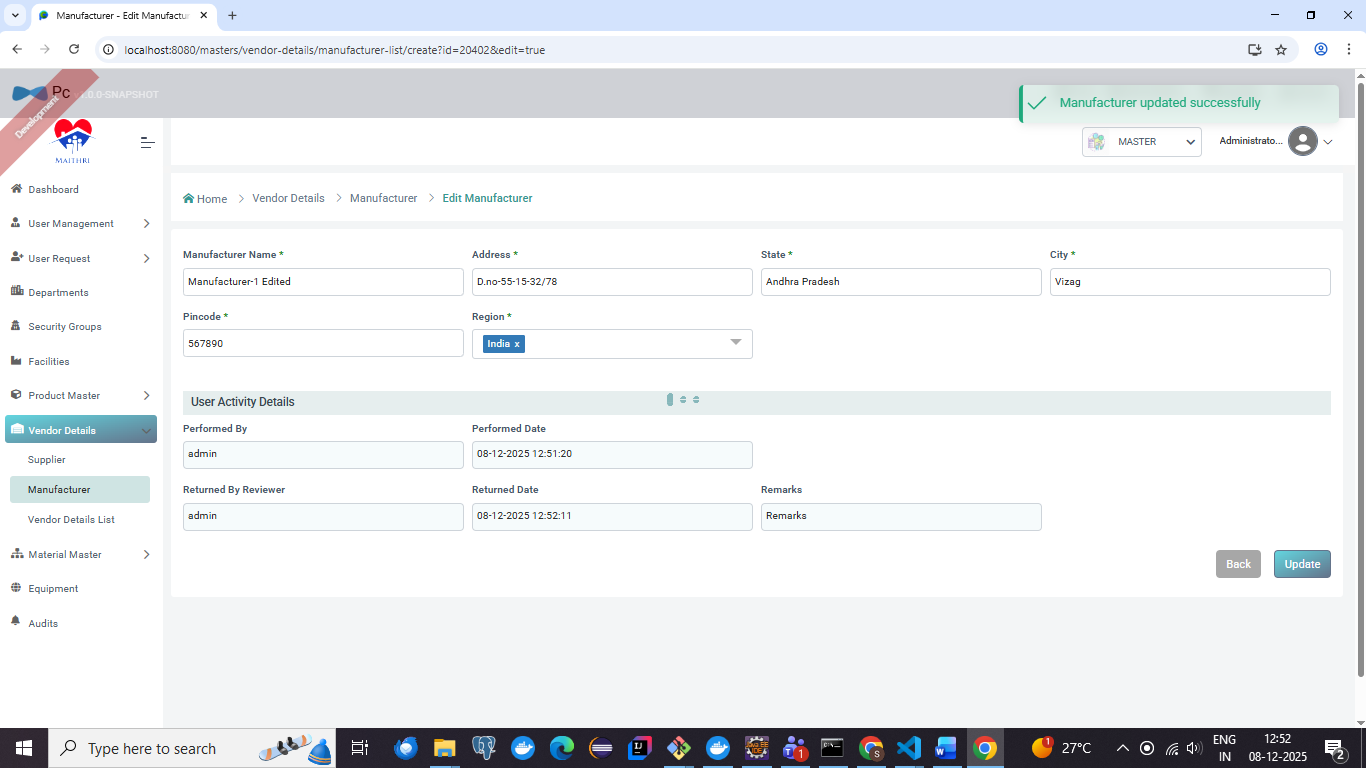 Manufacturer - Edit Manufactur
localhost:8080/masters/vendor-details/manufacturer-list/create?id=20402&edit=true
Pc
1.0.0-SNAPSHOT
Development
Manufacturer updated successfully
MAITHRI
MASTER
Administrato...
Dashboard
User Management
User Request
Departments
Security Groups
Facilities
Product Master
Vendor Details
Supplier
Manufacturer
Vendor Details List
Material Master
Equipment
Audits
Home
Vendor Details
Manufacturer
Edit Manufacturer
Manufacturer Name *
Address *
State *
City *
Manufacturer-1 Edited
D.no-55-15-32/78
Andhra Pradesh
Vizag
Pincode *
Region *
567890
India x
User Activity Details
Performed By
Performed Date
admin
08-12-2025 12:51:20
Returned By Reviewer
Returned Date
Remarks
admin
08-12-2025 12:52:11
Remarks
Back
Update
Type here to search
1
1
27°C
ENG
IN
12:52
08-12-2025
2